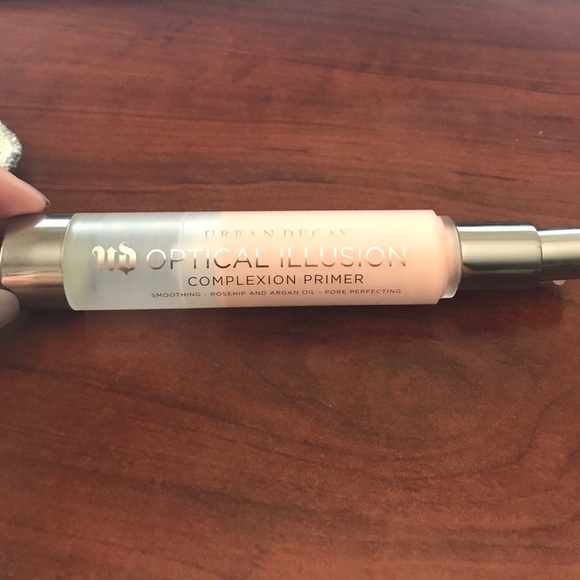 URBAN DECAY
UD OPTICAL ILLUSION
COMPLEXION PRIMER
SMOOTHING - ROSEHIP AND ARGAN OIL - PORE PERFECTING